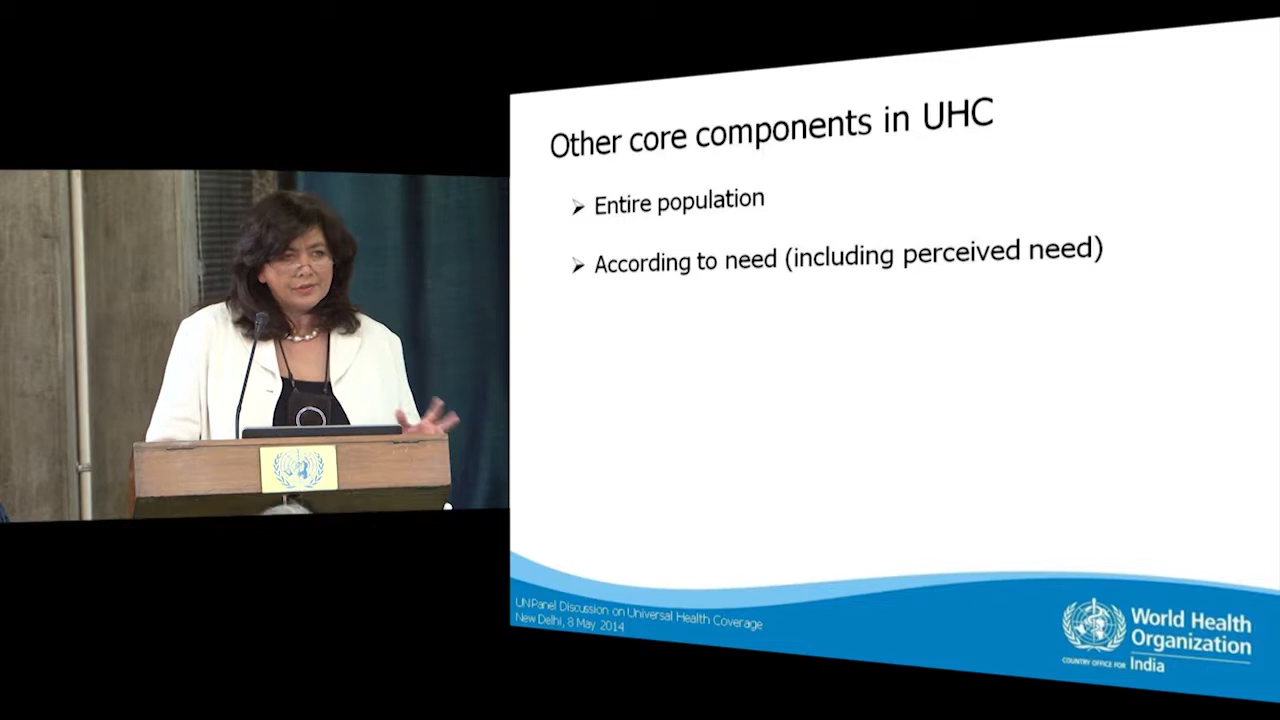 Other core components in UHC
Entire population
According to need (including perceived need)
UN Panel Discussion on Universal Health Coverage
New Delhi, 8 May 2014
World Health
Organization
COUNTRY OFFICE FOR India